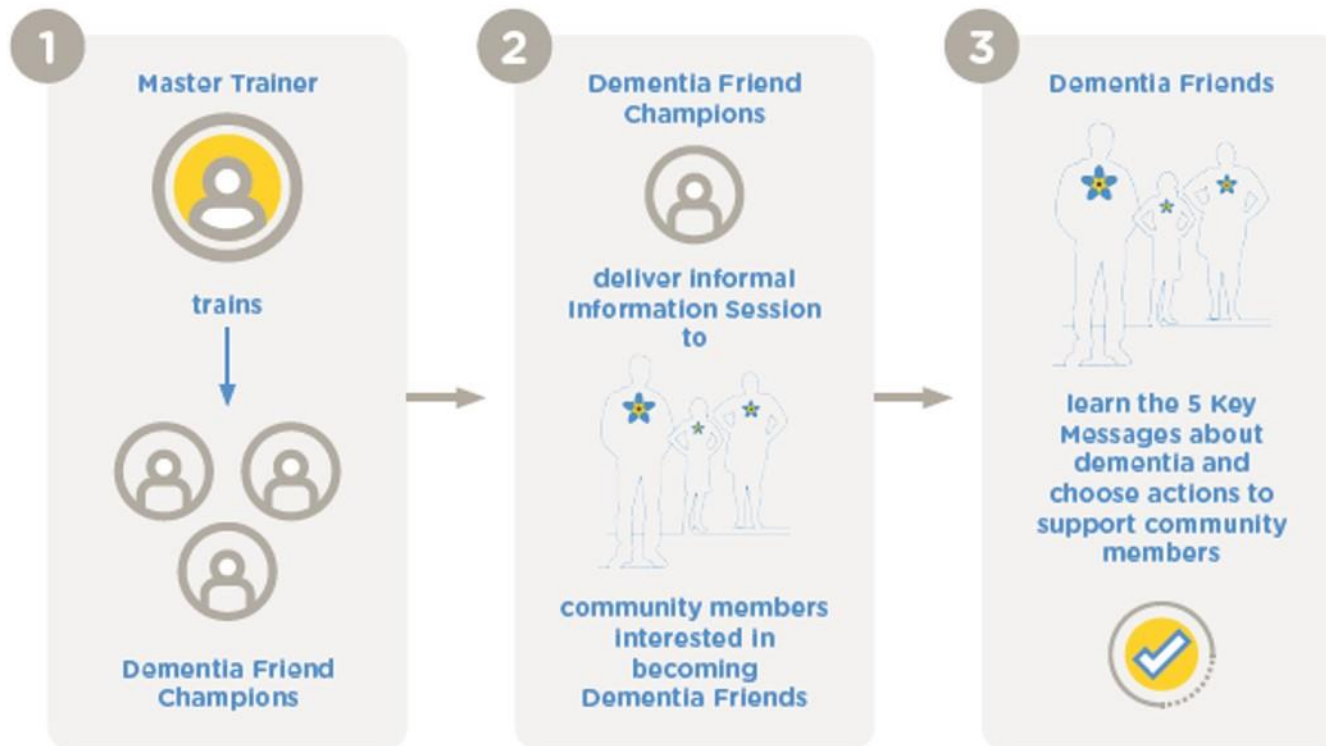 1
Master Trainer
trains
Dementia Friend
Champions
2
Dementia Friend
Champions
deliver informal
Information Session
to
community members
interested in
becoming
Dementia Friends
3
Dementia Friends
learn the 5 Key
Messages about
dementia and
choose actions to
support community
members